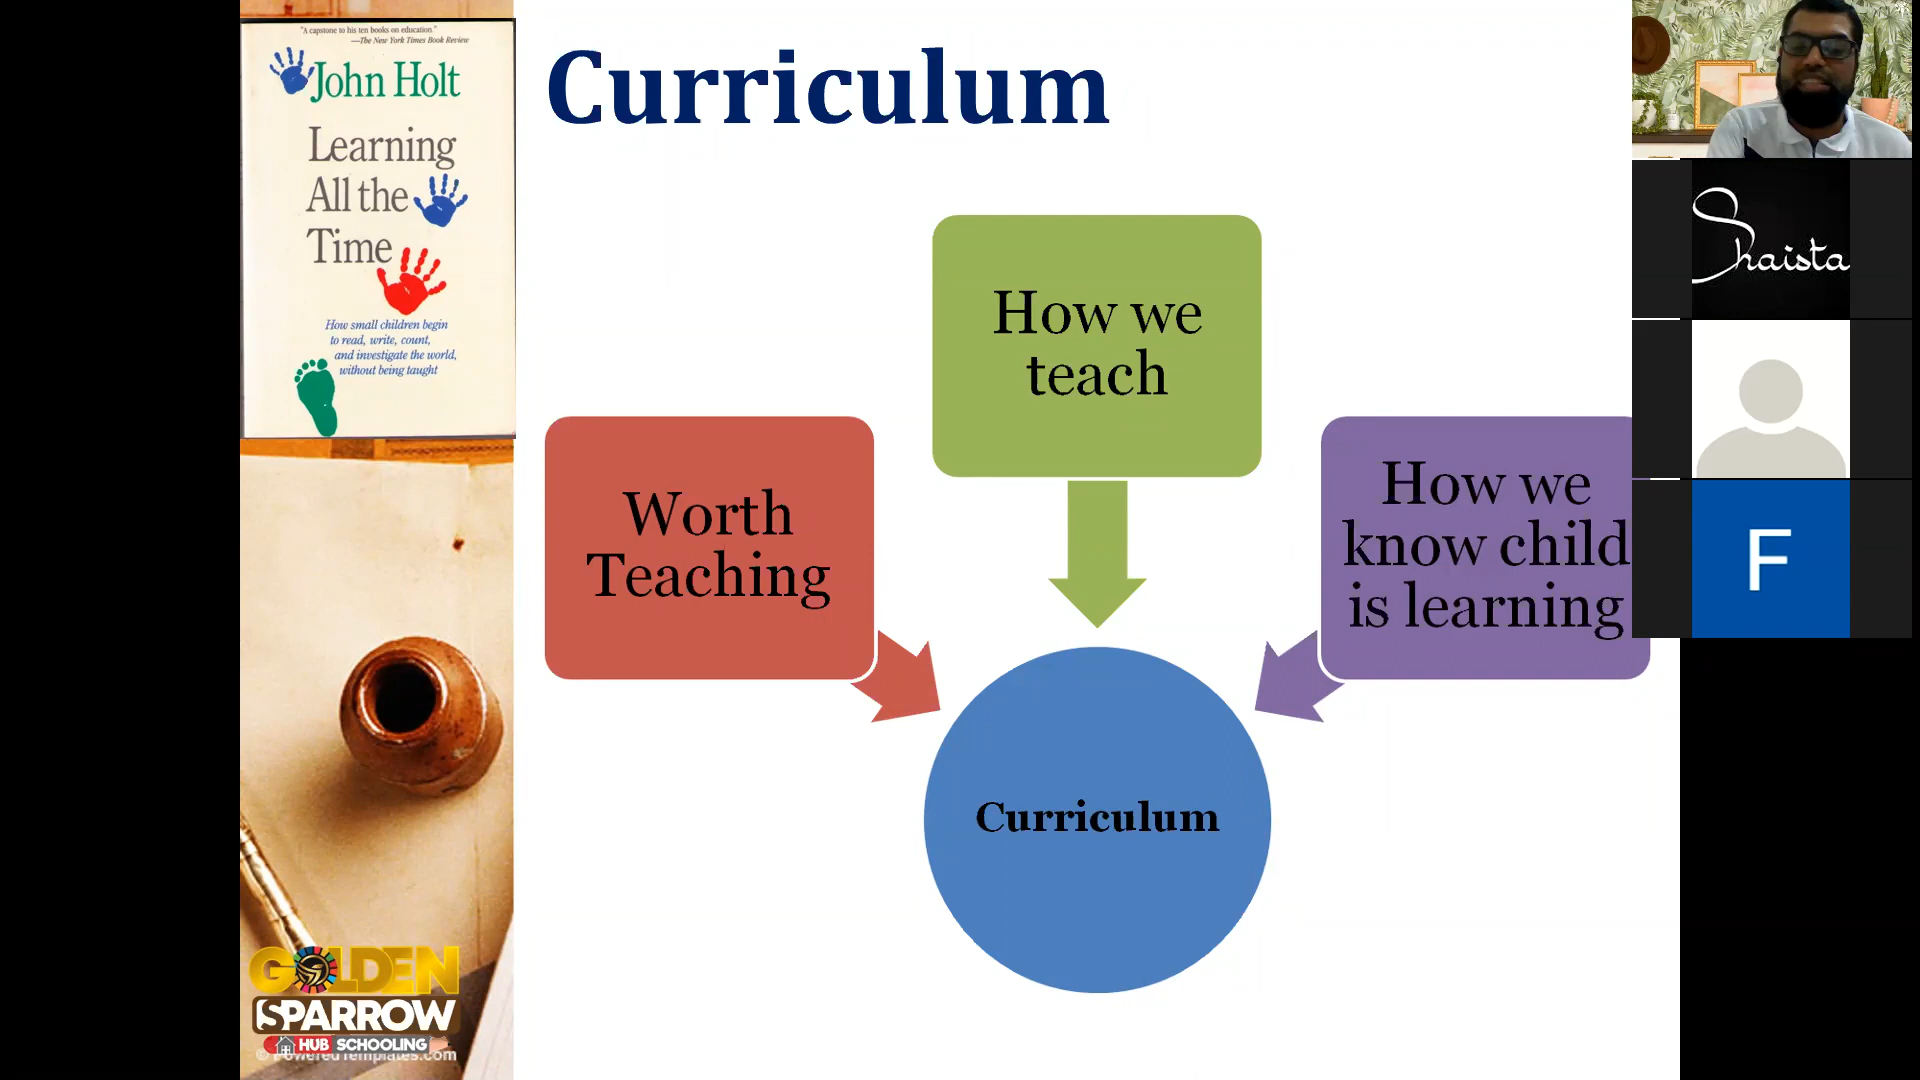 "A capstone to his ten books on education."
—The New York Times Book Review
John Holt
Learning
All the
Time
How small children begin
to read, write, count,
and investigate the world,
without being taught
Curriculum
How we
teach
Worth
Teaching
How we
know child
is learning
Curriculum
Shaista
F
GOLDEN
SPARROW
HUB SCHOOLING
© PoweredTemplates.com